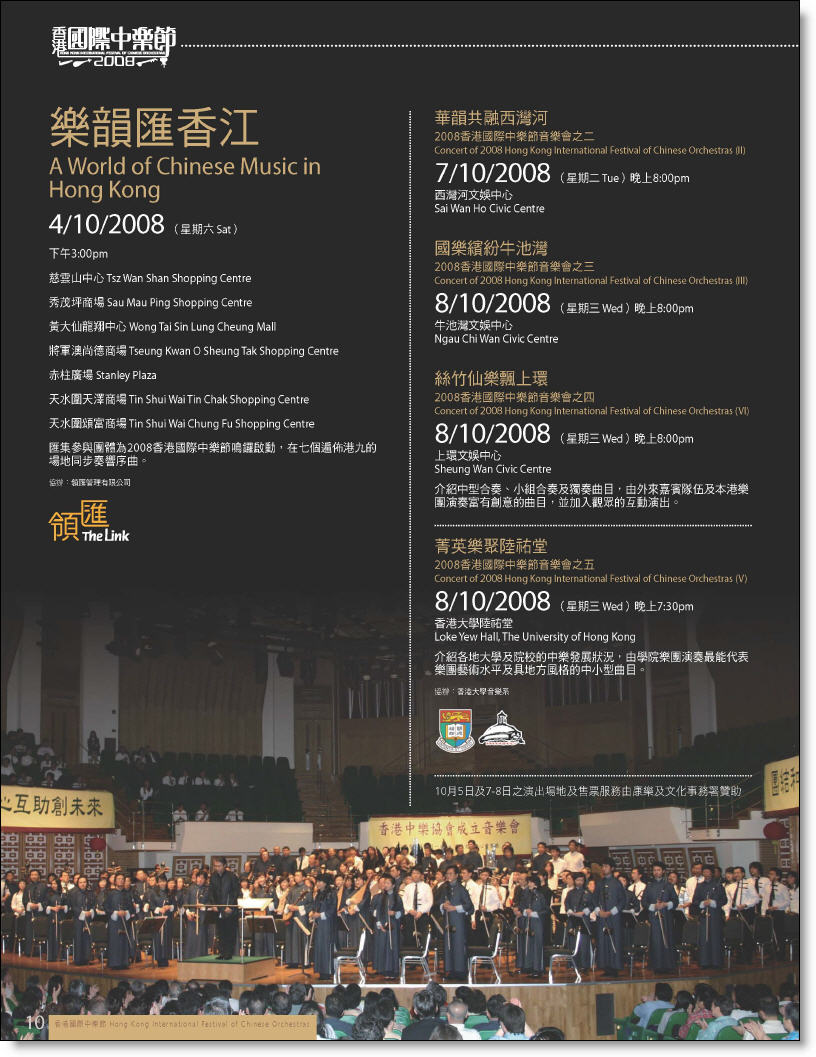 香港國際中樂節
HONG KONG INTERNATIONAL FESTIVAL OF CHINESE ORCHESTRAS
2008
樂韻匯香江
A World of Chinese Music in
Hong Kong
4/10/2008（星期六 Sat）
下午3:00pm
慈雲山中心 Tsz Wan Shan Shopping Centre
秀茂坪商場 Sau Mau Ping Shopping Centre
黃大仙龍翔中心 Wong Tai Sin Lung Cheung Mall
將軍澳尚德商場 Tseung Kwan O Sheung Tak Shopping Centre
赤柱廣場 Stanley Plaza
天水圍天澤商場 Tin Shui Wai Tin Chak Shopping Centre
天水圍頌富商場 Tin Shui Wai Chung Fu Shopping Centre
匯集參與團體為2008香港國際中樂節鳴鑼啟動，在七個遍佈港九的
場地同步奏響序曲。
協辦：領匯管理有限公司
領匯
The Link
華韻共融西灣河
2008香港國際中樂節音樂會之二
Concert of 2008 Hong Kong International Festival of Chinese Orchestras (II)
7/10/2008（星期二 Tue）晚上8:00pm
西灣河文娛中心
Sai Wan Ho Civic Centre
國樂繽紛牛池灣
2008香港國際中樂節音樂會之三
Concert of 2008 Hong Kong International Festival of Chinese Orchestras (III)
8/10/2008（星期三 Wed）晚上8:00pm
牛池灣文娛中心
Ngau Chi Wan Civic Centre
絲竹仙樂飄上環
2008香港國際中樂節音樂會之四
Concert of 2008 Hong Kong International Festival of Chinese Orchestras (VI)
8/10/2008（星期三 Wed）晚上8:00pm
上環文娛中心
Sheung Wan Civic Centre
介紹中型合奏、小組合奏及獨奏曲目，由外來嘉賓隊伍及本港樂
團演奏富有創意的曲目，並加入觀眾的互動演出。
菁英樂聚陸祐堂
2008香港國際中樂節音樂會之五
Concert of 2008 Hong Kong International Festival of Chinese Orchestras (V)
8/10/2008（星期三 Wed）晚上7:30pm
香港大學陸祐堂
Loke Yew Hall, The University of Hong Kong
介紹各地大學及院校的中樂發展狀況，由學院樂團演奏最能代表
樂團藝術水平及具地方風格的中小型曲目。
協辦：香港大學音樂系
10月5日及7-8日之演出場地及售票服務由康樂及文化事務署贊助
心互助創未來
香港中樂協會成立音樂會
團結和
10 香港國際中樂節 Hong Kong International Festival of Chinese Orchestras